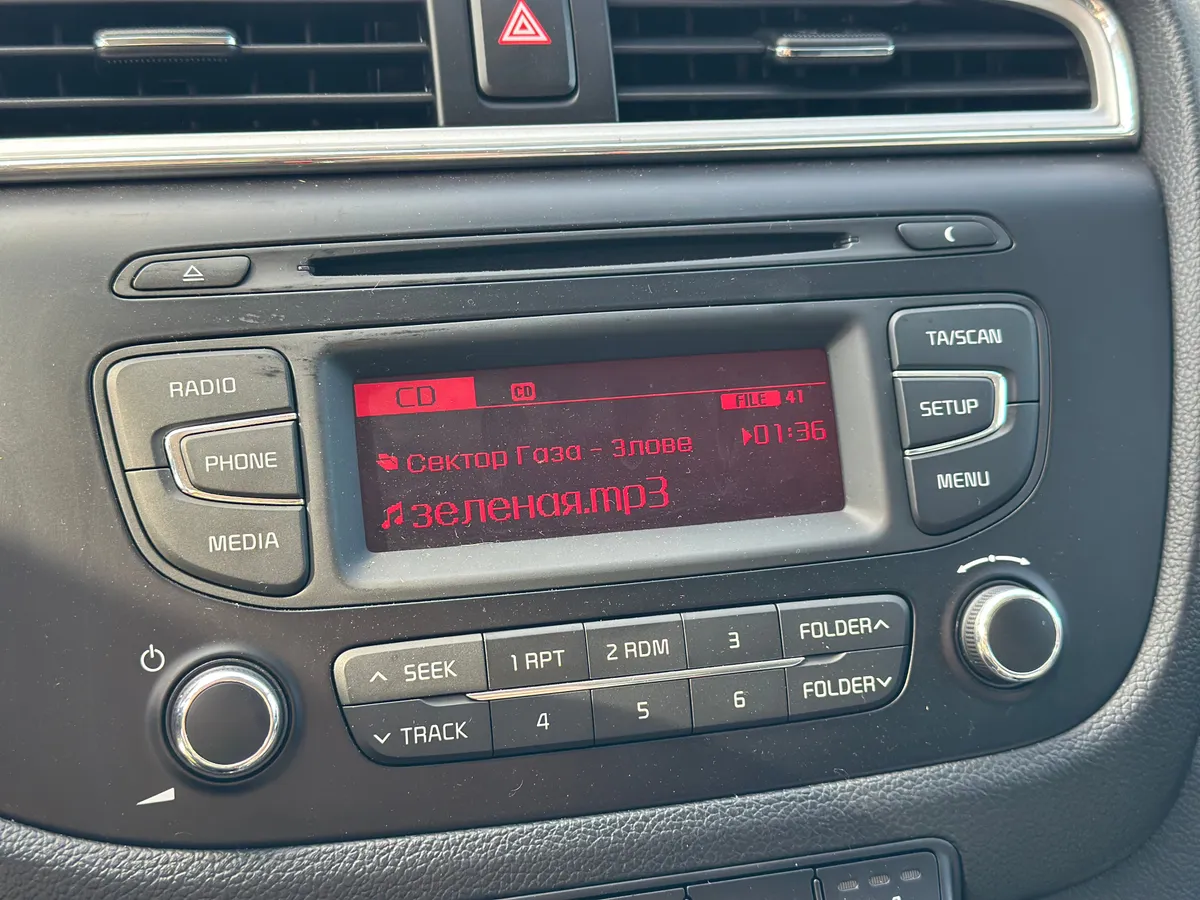 RADIO
PHONE
MEDIA
CD
CD
FILE 41
01:36
Сектор Газа - Злове
зеленая.mp3
TA/SCAN
SETUP
MENU
SEEK
1 RPT
2 RDM
3
FOLDER
TRACK
4
5
6
FOLDER